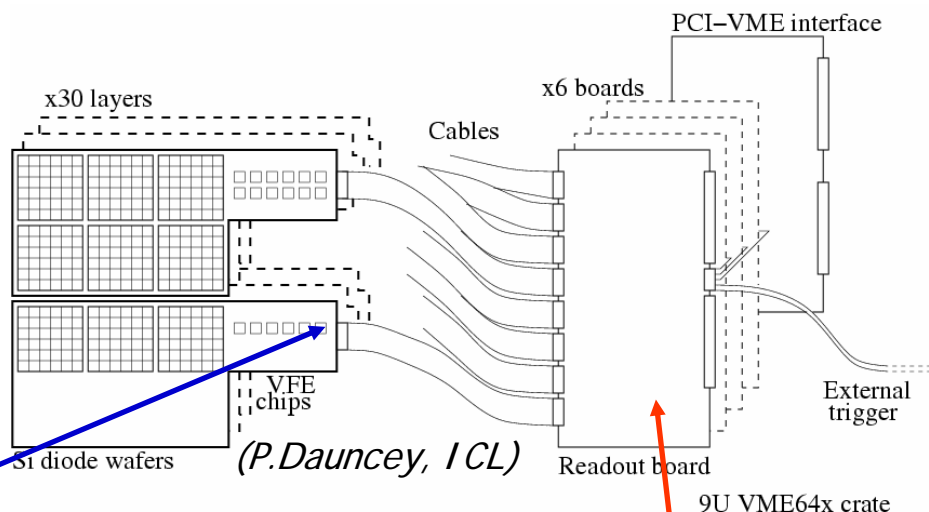 PCI–VME interface
x30 layers
x6 boards
Cables
VFE
chips
External
trigger
Si diode wafers
(P.Dauncey, ICL)
Readout board
9U VME64x crate